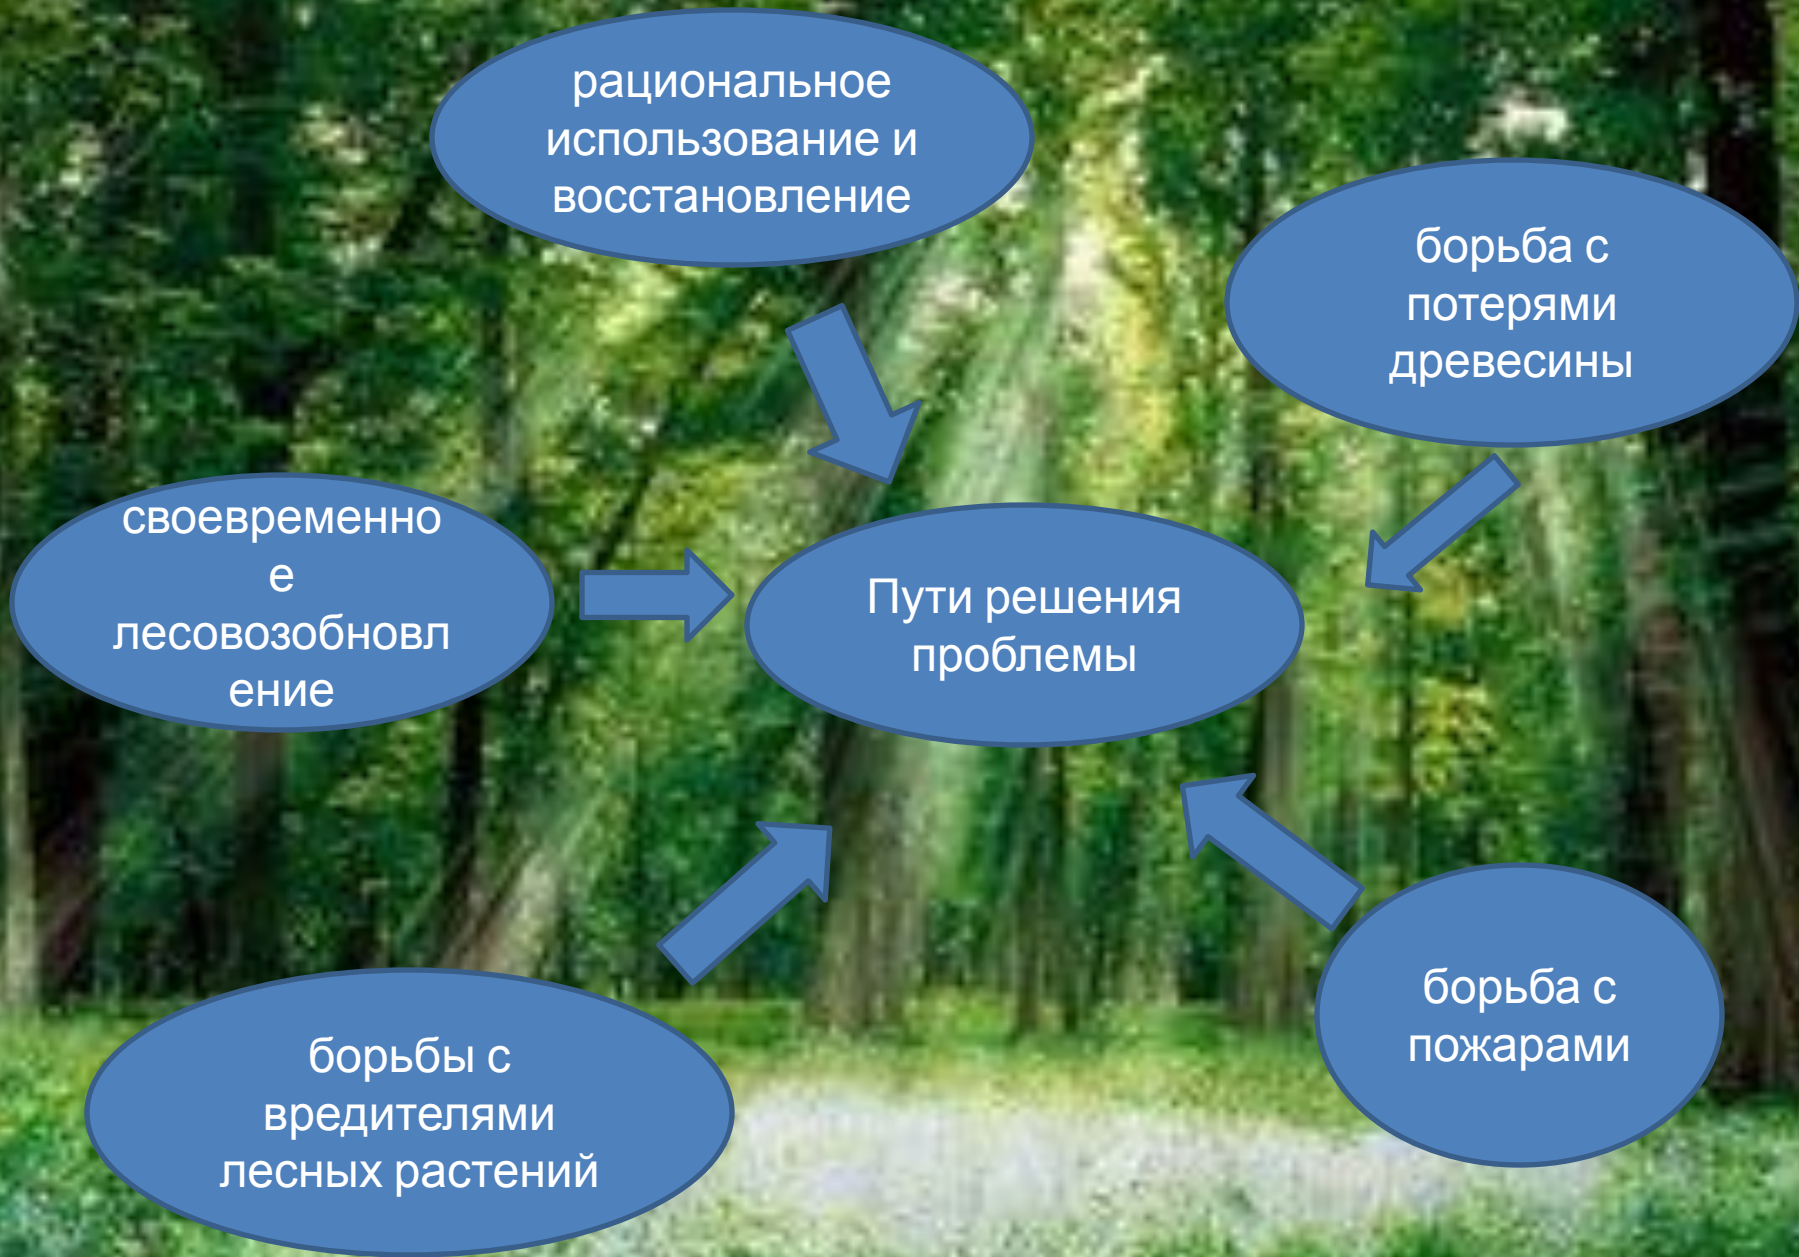 рациональное
использование и
восстановление
борьба с
потерями
древесины
своевременно
е
лесовозобновл
ение
Пути решения
проблемы
борьба с
пожарами
борьбы с
вредителями
лесных растений